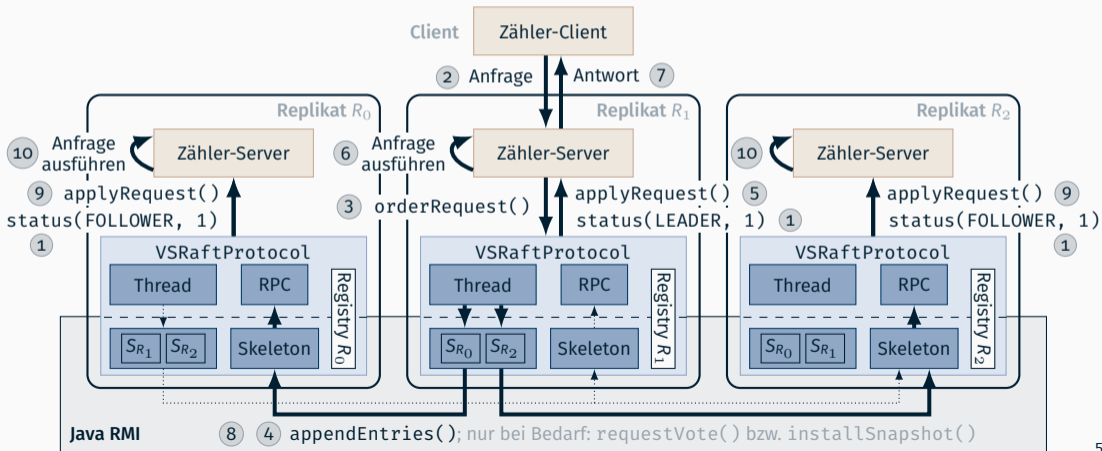 Client
Zähler-Client
2 Anfrage
Antwort 7
Replikat R0
Replikat R1
Replikat R2
10 Anfrage ausführen
Zähler-Server
6 Anfrage ausführen
Zähler-Server
10
Zähler-Server
9 applyRequest()
status(FOLLOWER, 1)
1
3 orderRequest()
applyRequest() 5
status(LEADER, 1) 1
applyRequest() 9
status(FOLLOWER, 1)
1
VSRaftProtocol
Thread
RPC
SR1 SR2
Skeleton
Registry R0
VSRaftProtocol
Thread
RPC
SR0 SR2
Skeleton
Registry R1
VSRaftProtocol
Thread
RPC
SR0 SR1
Skeleton
Registry R2
Java RMI
8 4 appendEntries(); nur bei Bedarf: requestVote() bzw. installSnapshot()
5